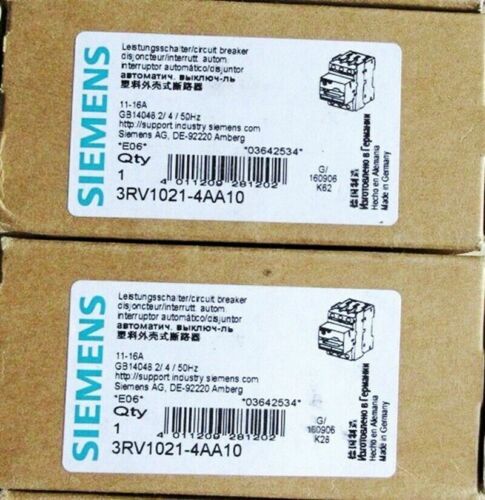 SIEMENS
Leistungsschalter/circuit breaker
disjoncteur/interrutt. autom.
interruptor automático/disjuntor
автоматич. выключ-ль
塑料外壳式断路器
11-16A
GB14048.2/ 4 / 50Hz
http://support industry siemens com
Siemens AG, DE-92220 Amberg
"E06"
*03642534*
Qty
1
4 011209 281202
3RV1021-4AA10
G/
160906
K62
德国制造
Изготовлено в Германии
Hecho en Alemania
Made in Germany
SIEMENS
Leistungsschalter/circuit breaker
disjoncteur/interrutt. autom
interruptor automático/disjuntor
автоматич. выключ-ль
塑料外壳式断路器
11-16A
GB14048 2/ 4 / 50Hz
http://support industry siemens com
Siemens AG, DE-92220 Amberg
"E06"
*03642534*
Qty
1
4 011209 281202
3RV1021-4AA10
G/
160906
K26
德国制造
Изготовлено в Германии
Hecho en Alemania
Made in Germany